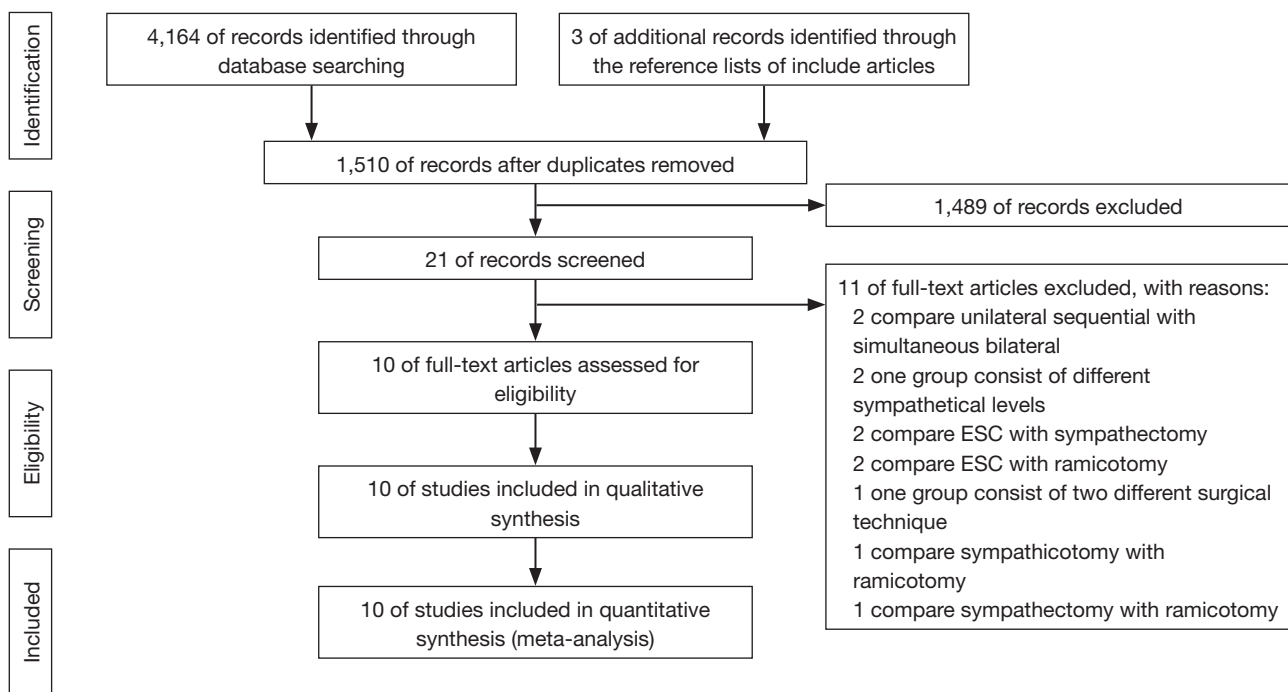 Identification
4,164 of records identified through
database searching
3 of additional records identified through
the reference lists of include articles
1,510 of records after duplicates removed
Screening
1,489 of records excluded
21 of records screened
11 of full-text articles excluded, with reasons:
2 compare unilateral sequential with
simultaneous bilateral
2 one group consist of different
sympathetical levels
2 compare ESC with sympathectomy
2 compare ESC with ramicotomy
1 one group consist of two different surgical
technique
1 compare sympathicotomy with
ramicotomy
1 compare sympathectomy with ramicotomy
Eligibility
10 of full-text articles assessed for
eligibility
10 of studies included in qualitative
synthesis
Included
10 of studies included in quantitative
synthesis (meta-analysis)